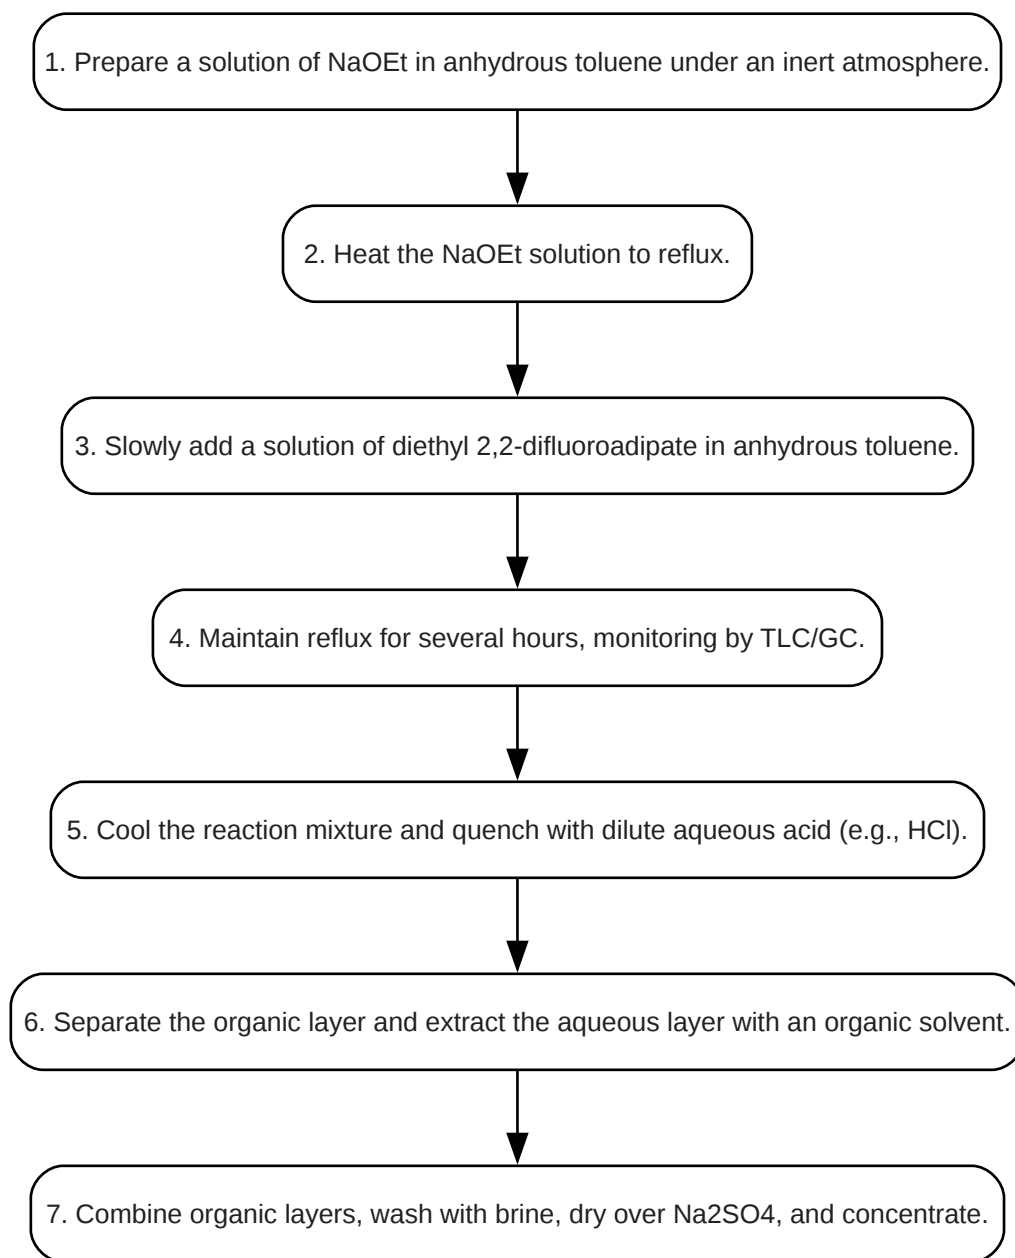 1. Prepare a solution of NaOEt in anhydrous toluene under an inert atmosphere.
2. Heat the NaOEt solution to reflux.
3. Slowly add a solution of diethyl 2,2-difluoroadipate in anhydrous toluene.
4. Maintain reflux for several hours, monitoring by TLC/GC.
5. Cool the reaction mixture and quench with dilute aqueous acid (e.g., HCl).
6. Separate the organic layer and extract the aqueous layer with an organic solvent.
7. Combine organic layers, wash with brine, dry over Na2SO4, and concentrate.